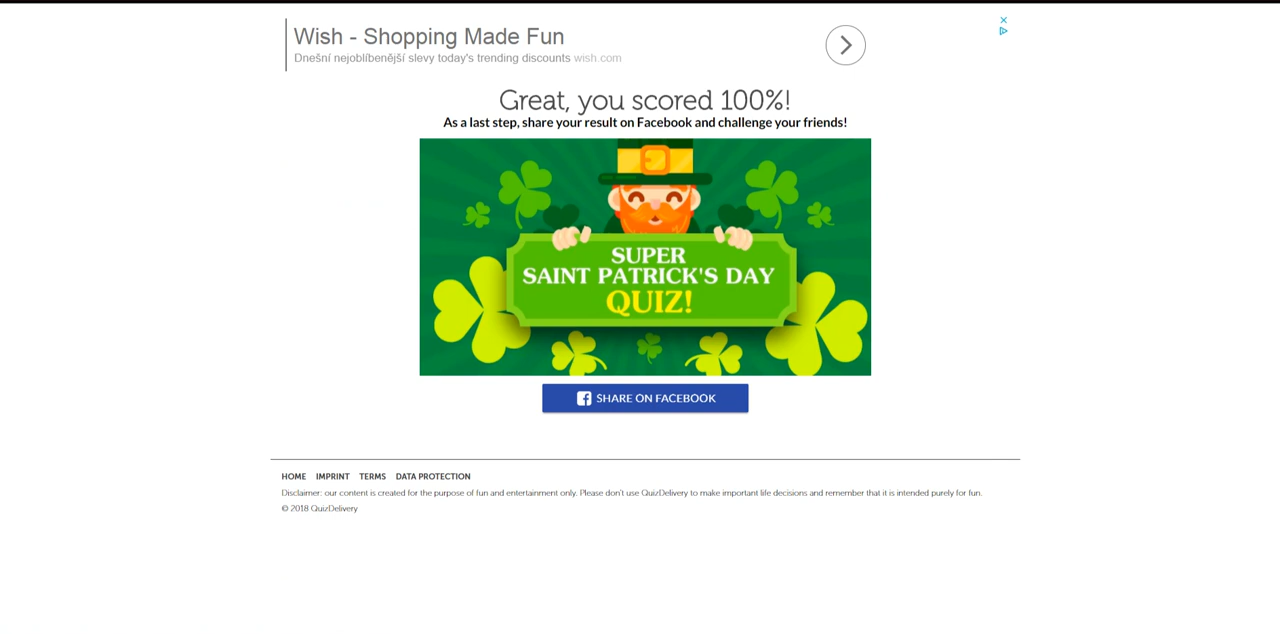 Wish - Shopping Made Fun
Dnešní nejoblíbenější slevy today's trending discounts wish.com
Great, you scored 100%!
As a last step, share your result on Facebook and challenge your friends!
SUPER
SAINT PATRICK'S DAY
QUIZ!
SHARE ON FACEBOOK
HOME IMPRINT TERMS DATA PROTECTION
Disclaimer: our content is created for the purpose of fun and entertainment only. Please don't use QuizDelivery to make important life decisions and remember that it is intended purely for fun.
© 2018 QuizDelivery